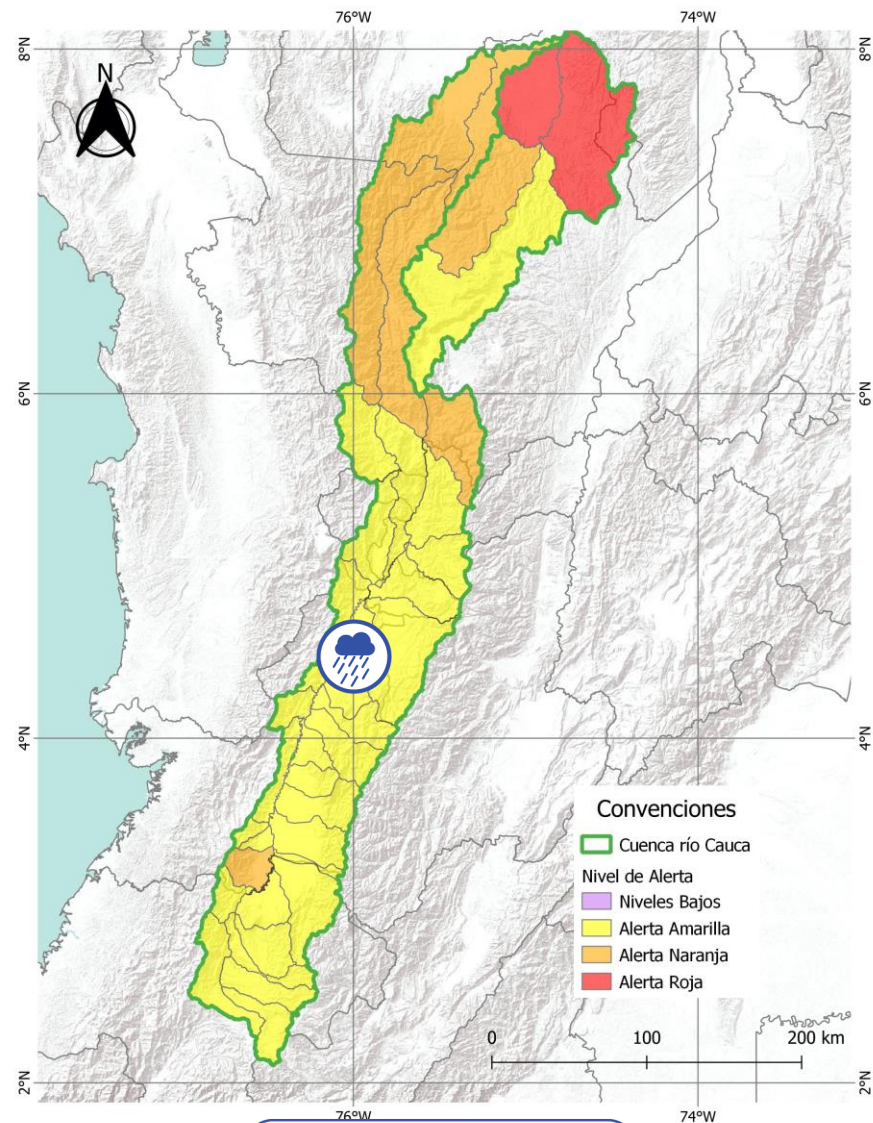 76°W
74°W
8°N
8°N
N
6°N
6°N
4°N
4°N
Convenciones
Cuenca río Cauca
Nivel de Alerta
Niveles Bajos
Alerta Amarilla
Alerta Naranja
Alerta Roja
0
100
200 km
2°N
2°N
76°W
74°W